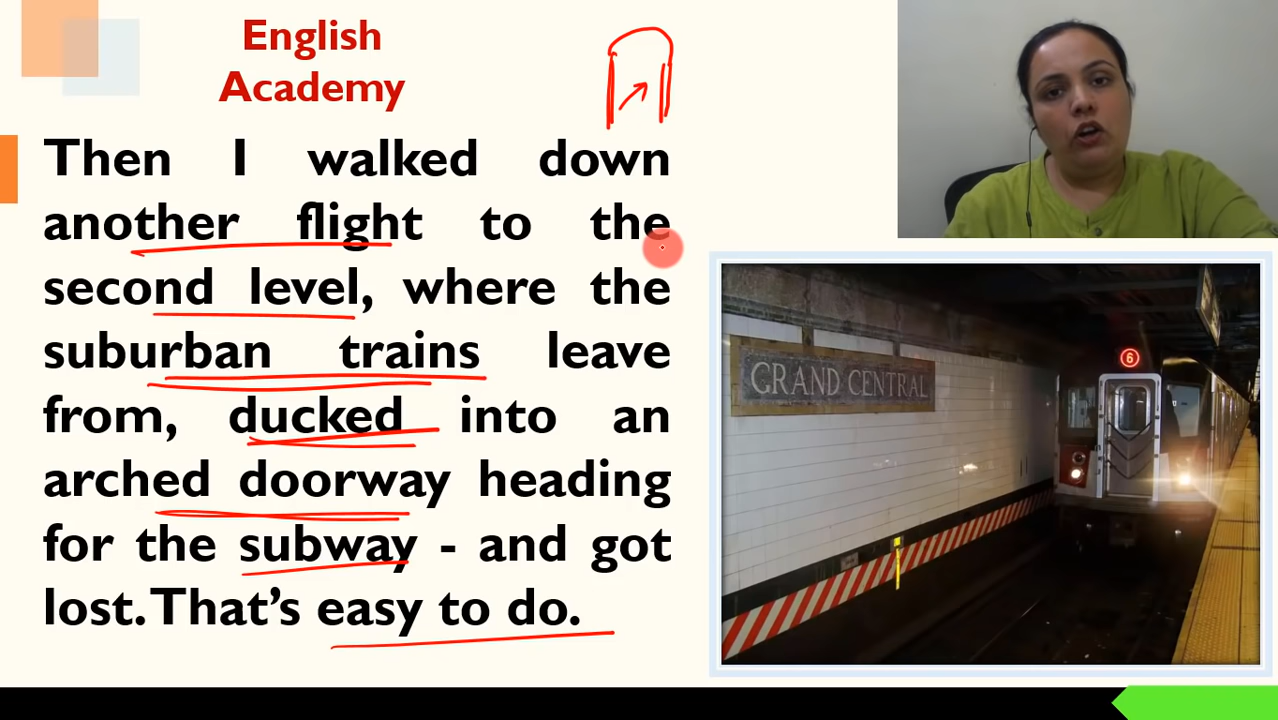 English
Academy
Then I walked down
another flight to the
second level, where the
suburban trains leave
from, ducked into an
arched doorway heading
for the subway - and got
lost. That's easy to do.
GRAND CENTRAL
6